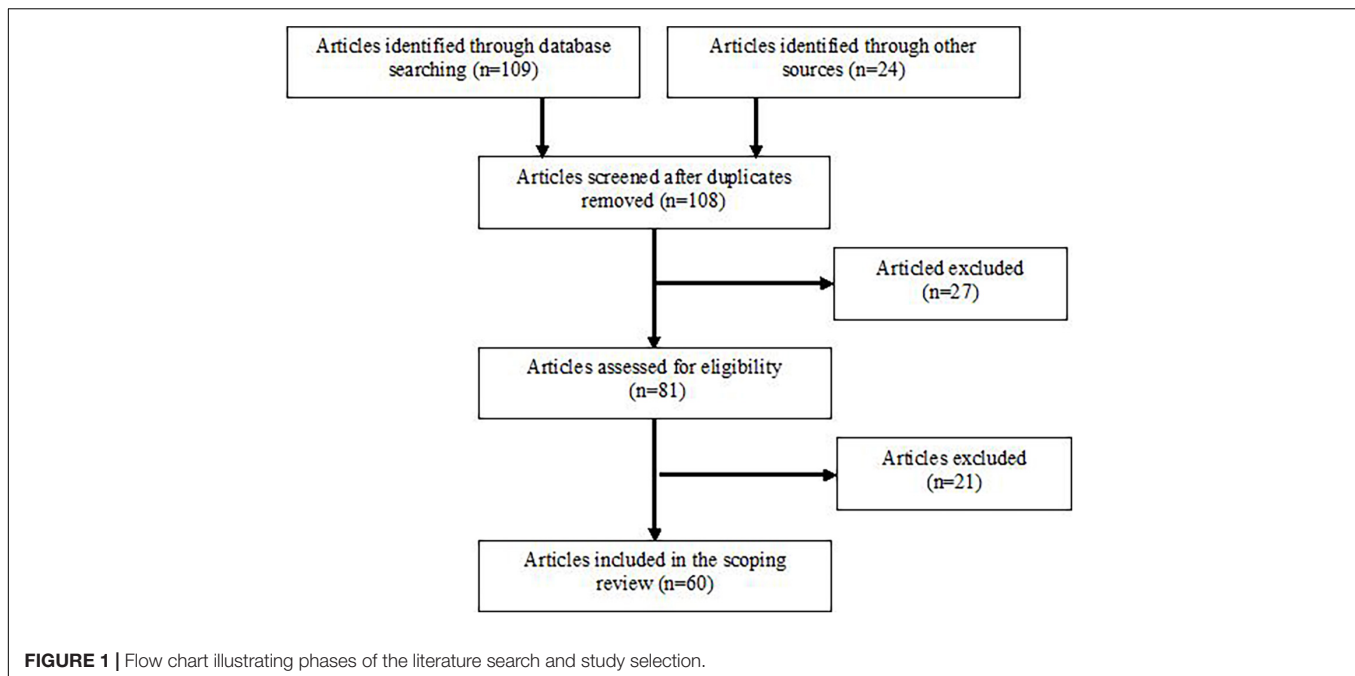 Articles identified through database
searching (n=109)
Articles identified through other
sources (n=24)
Articles screened after duplicates
removed (n=108)
Articled excluded
(n=27)
Articles assessed for eligibility
(n=81)
Articles excluded
(n=21)
Articles included in the scoping
review (n=60)
FIGURE 1 | Flow chart illustrating phases of the literature search and study selection.